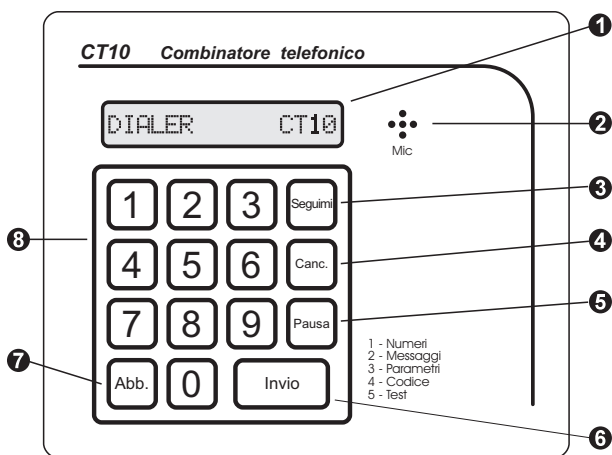 1
CT10 Combinatore telefonico
DIALER CT10
2
Mic
1 2 3 Seguimi
3
8
4 5 6 Canc.
4
7 8 9 Pausa
5
1 - Numeri
2 - Messaggi
3 - Parametri
4 - Codice
5 - Test
7
Abb. 0 Invio
6